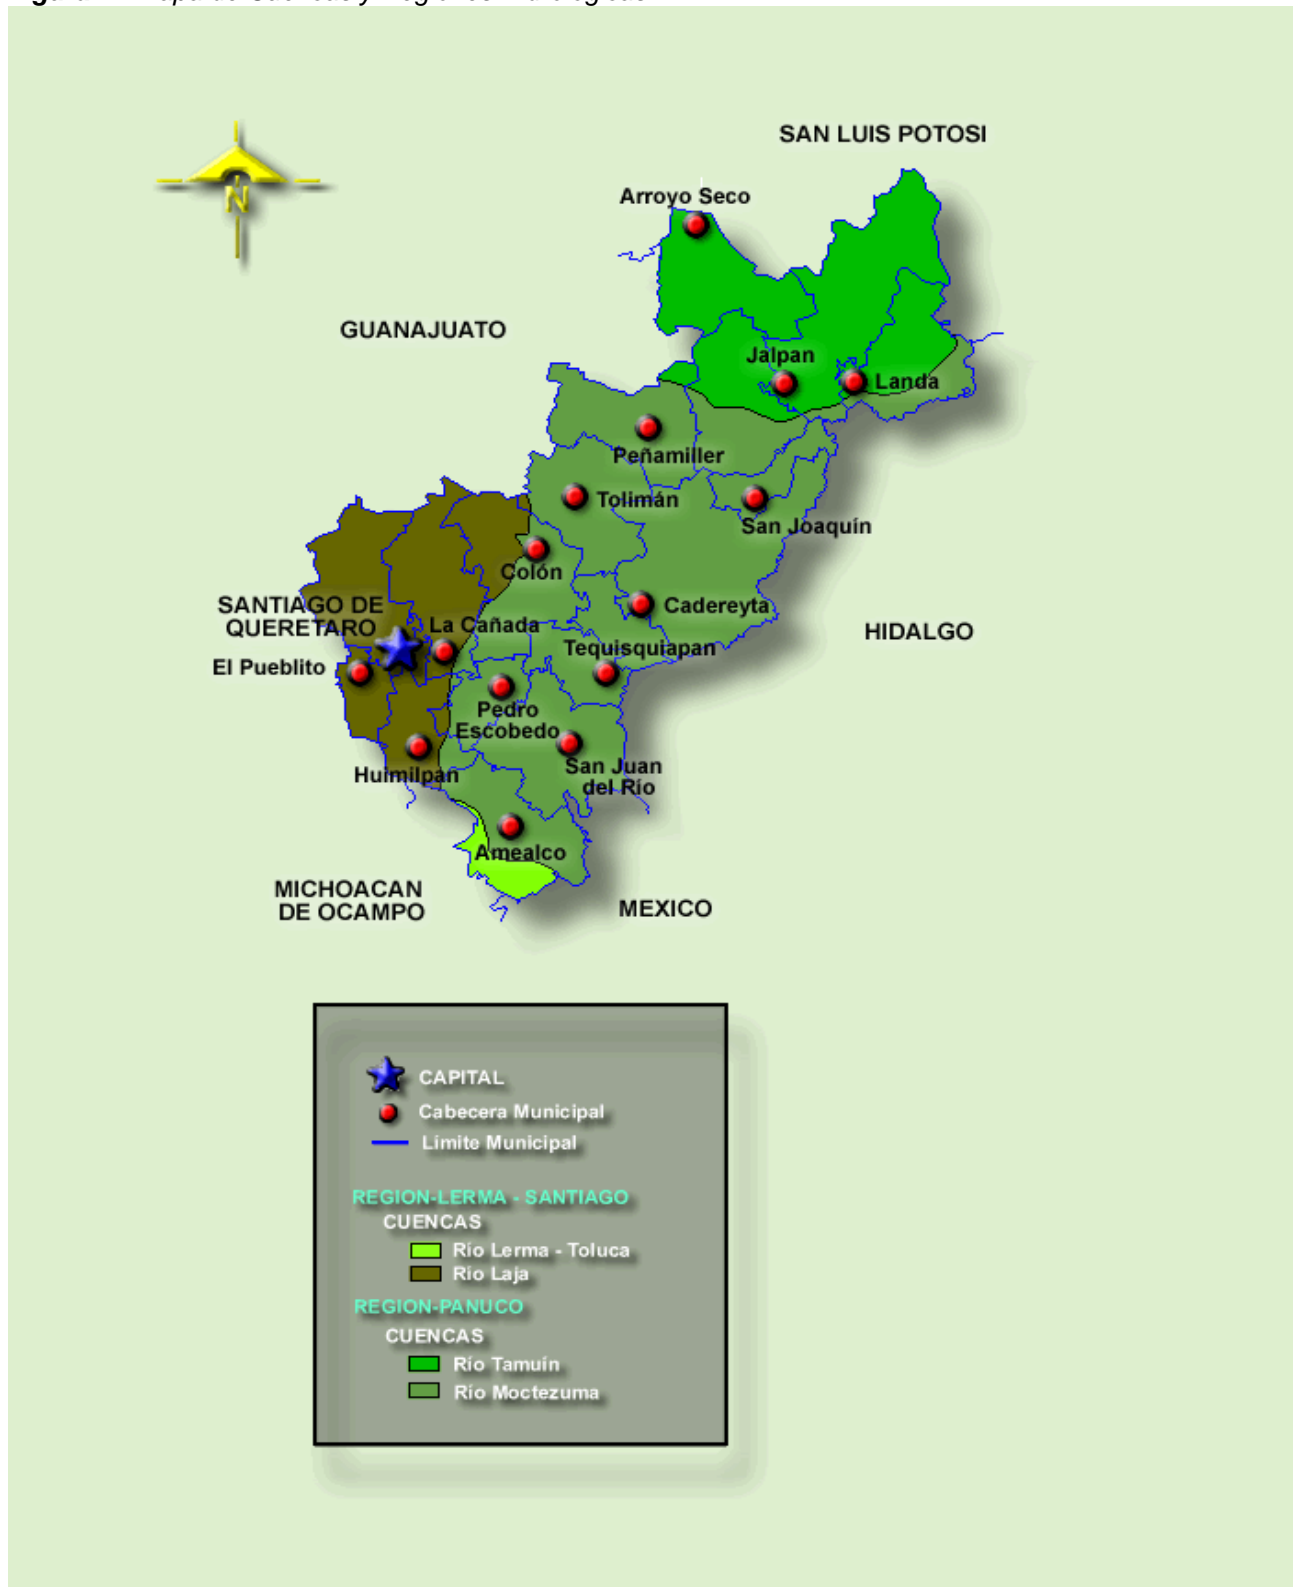 SAN LUIS POTOSI
Arroyo Seco
N
GUANAJUATO
Jalpan
Landa
Peñamiller
Tolimán
San Joaquín
Colón
SANTIAGO DE
QUERETARO
La Cañada
Cadereyta
HIDALGO
El Pueblito
Tequisquiapan
Pedro
Escobedo
Huimilpan
San Juan
del Río
Amealco
MICHOACAN
DE OCAMPO
MEXICO
CAPITAL
Cabecera Municipal
Límite Municipal
REGION-LERMA - SANTIAGO
CUENCAS
Río Lerma - Toluca
Río Laja
REGION-PANUCO
CUENCAS
Río Tamuín
Río Moctezuma